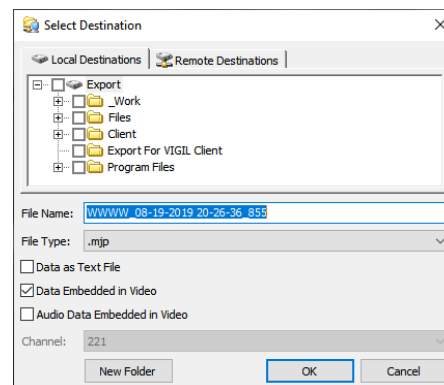 Select Destination
Local Destinations
Remote Destinations
Export
_Work
Files
Client
Export For VIGIL Client
Program Files
File Name: WWWW_08-19-2019 20-26-36_855
File Type: .mjp
Data as Text File
Data Embedded in Video
Audio Data Embedded in Video
Channel: 221
New Folder OK Cancel